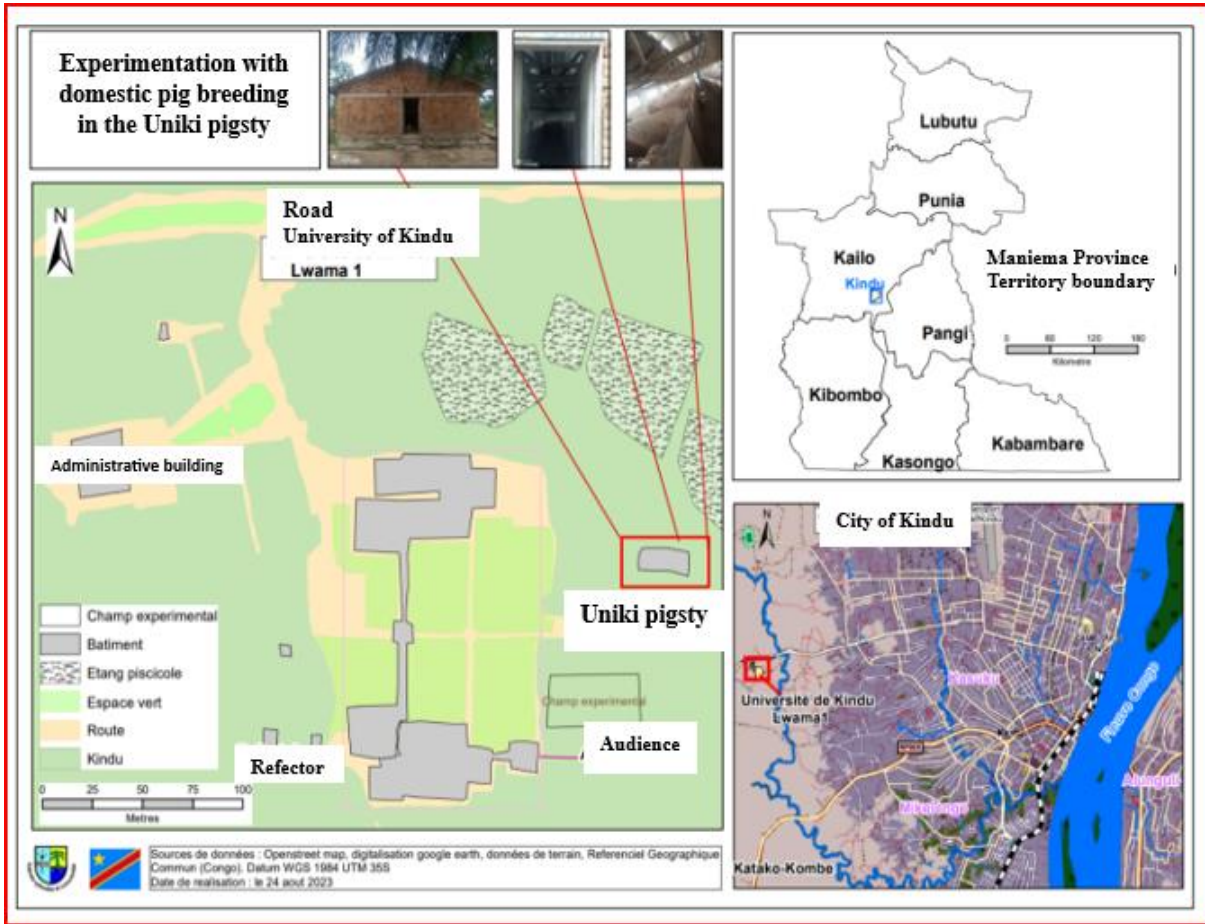 Experimentation with
domestic pig breeding
in the Uniki pigsty
N
Road
University of Kindu
Lwama 1
Administrative building
Uniki pigsty
Champ experimental
Audience
Refector
Champ experimental
Batiment
Etang piscicole
Espace vert
Route
Kindu
0 25 50 75 100
Metres
Sources de données : Openstreet map, digitalisation google earth, données de terrain, Referenciel Geographique
Commun (Congo). Datum WGS 1984 UTM 35S
Date de realisation : le 24 aout 2023
Lubutu
Punia
Kailo
Kindu
Maniema Province
Territory boundary
Pangi
0 60 120 180
Kilometre
Kibombo
Kasongo
Kabambare
City of Kindu
N
Kasuku
Université de Kindu
Lwama1
Fleuve Congo
Alunguli
Mikelenge
Katako-Kombe